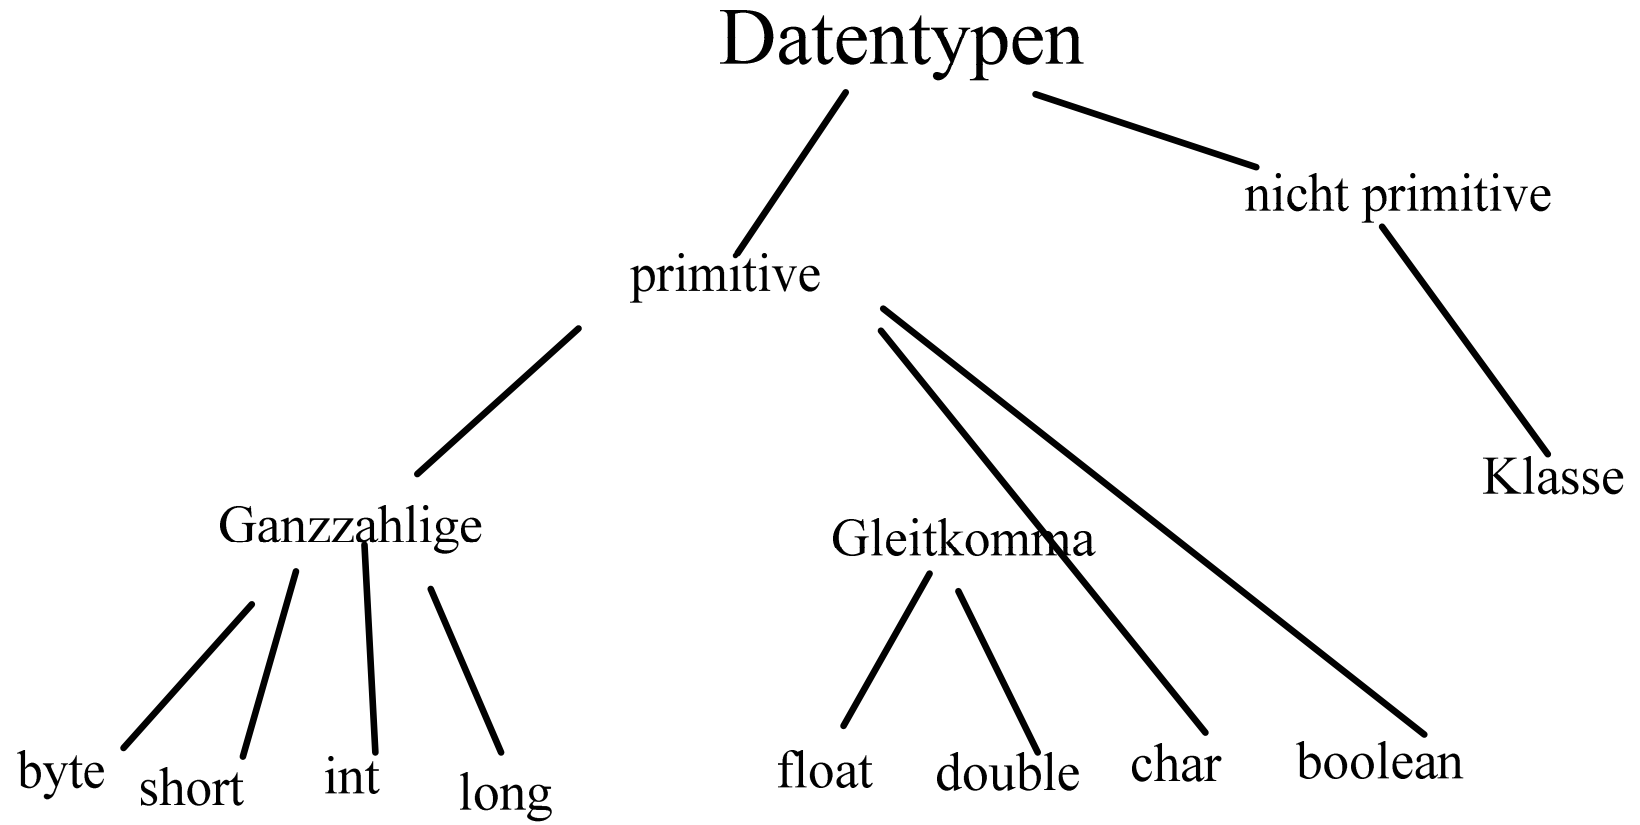 Datentypen
nicht primitive
primitive
Klasse
Ganzzahlige
Gleitkomma
byte
short
int
long
float
double
char
boolean